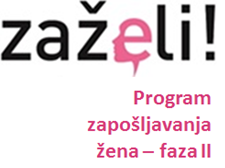 zaželi!
Program
zapošljavanja
žena – faza II